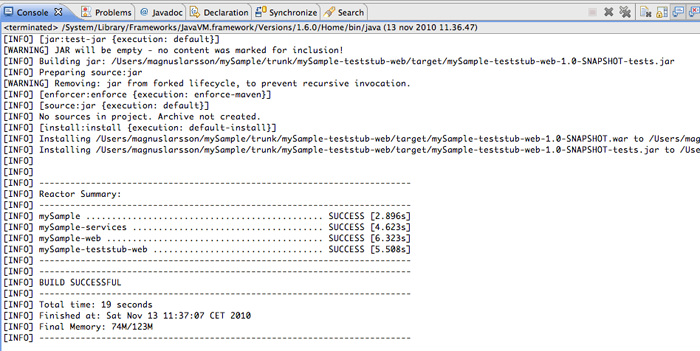 Console Problems @ Javadoc Declaration Synchronize Search
<terminated> /System/Library/Frameworks/JavaVM.framework/Versions/1.6.0/Home/bin/java (13 nov 2010 11.36.47)
[INFO] [jar:test-jar {execution: default}]
[WARNING] JAR will be empty - no content was marked for inclusion!
[INFO] Building jar: /Users/magnuslarsson/mySample/trunk/mySample-teststub-web/target/mySample-teststub-web-1.0-SNAPSHOT-tests.jar
[INFO] Preparing source:jar
[WARNING] Removing: jar from forked lifecycle, to prevent recursive invocation.
[INFO] [enforcer:enforce {execution: enforce-maven}]
[INFO] [source:jar {execution: default}]
[INFO] No sources in project. Archive not created.
[INFO] [install:install {execution: default-install}]
[INFO] Installing /Users/magnuslarsson/mySample/trunk/mySample-teststub-web/target/mySample-teststub-web-1.0-SNAPSHOT.war to /Users/mag
[INFO] Installing /Users/magnuslarsson/mySample/trunk/mySample-teststub-web/target/mySample-teststub-web-1.0-SNAPSHOT-tests.jar to /Use
[INFO]
[INFO]
[INFO] ------------------------------------------------------------------------
[INFO] Reactor Summary:
[INFO] ------------------------------------------------------------------------
[INFO] mySample .............................................. SUCCESS [2.896s]
[INFO] mySample-services ..................................... SUCCESS [4.623s]
[INFO] mySample-web .......................................... SUCCESS [6.323s]
[INFO] mySample-teststub-web ................................. SUCCESS [5.508s]
[INFO] ------------------------------------------------------------------------
[INFO] ------------------------------------------------------------------------
[INFO] BUILD SUCCESSFUL
[INFO] ------------------------------------------------------------------------
[INFO] Total time: 19 seconds
[INFO] Finished at: Sat Nov 13 11:37:07 CET 2010
[INFO] Final Memory: 74M/123M
[INFO] ------------------------------------------------------------------------